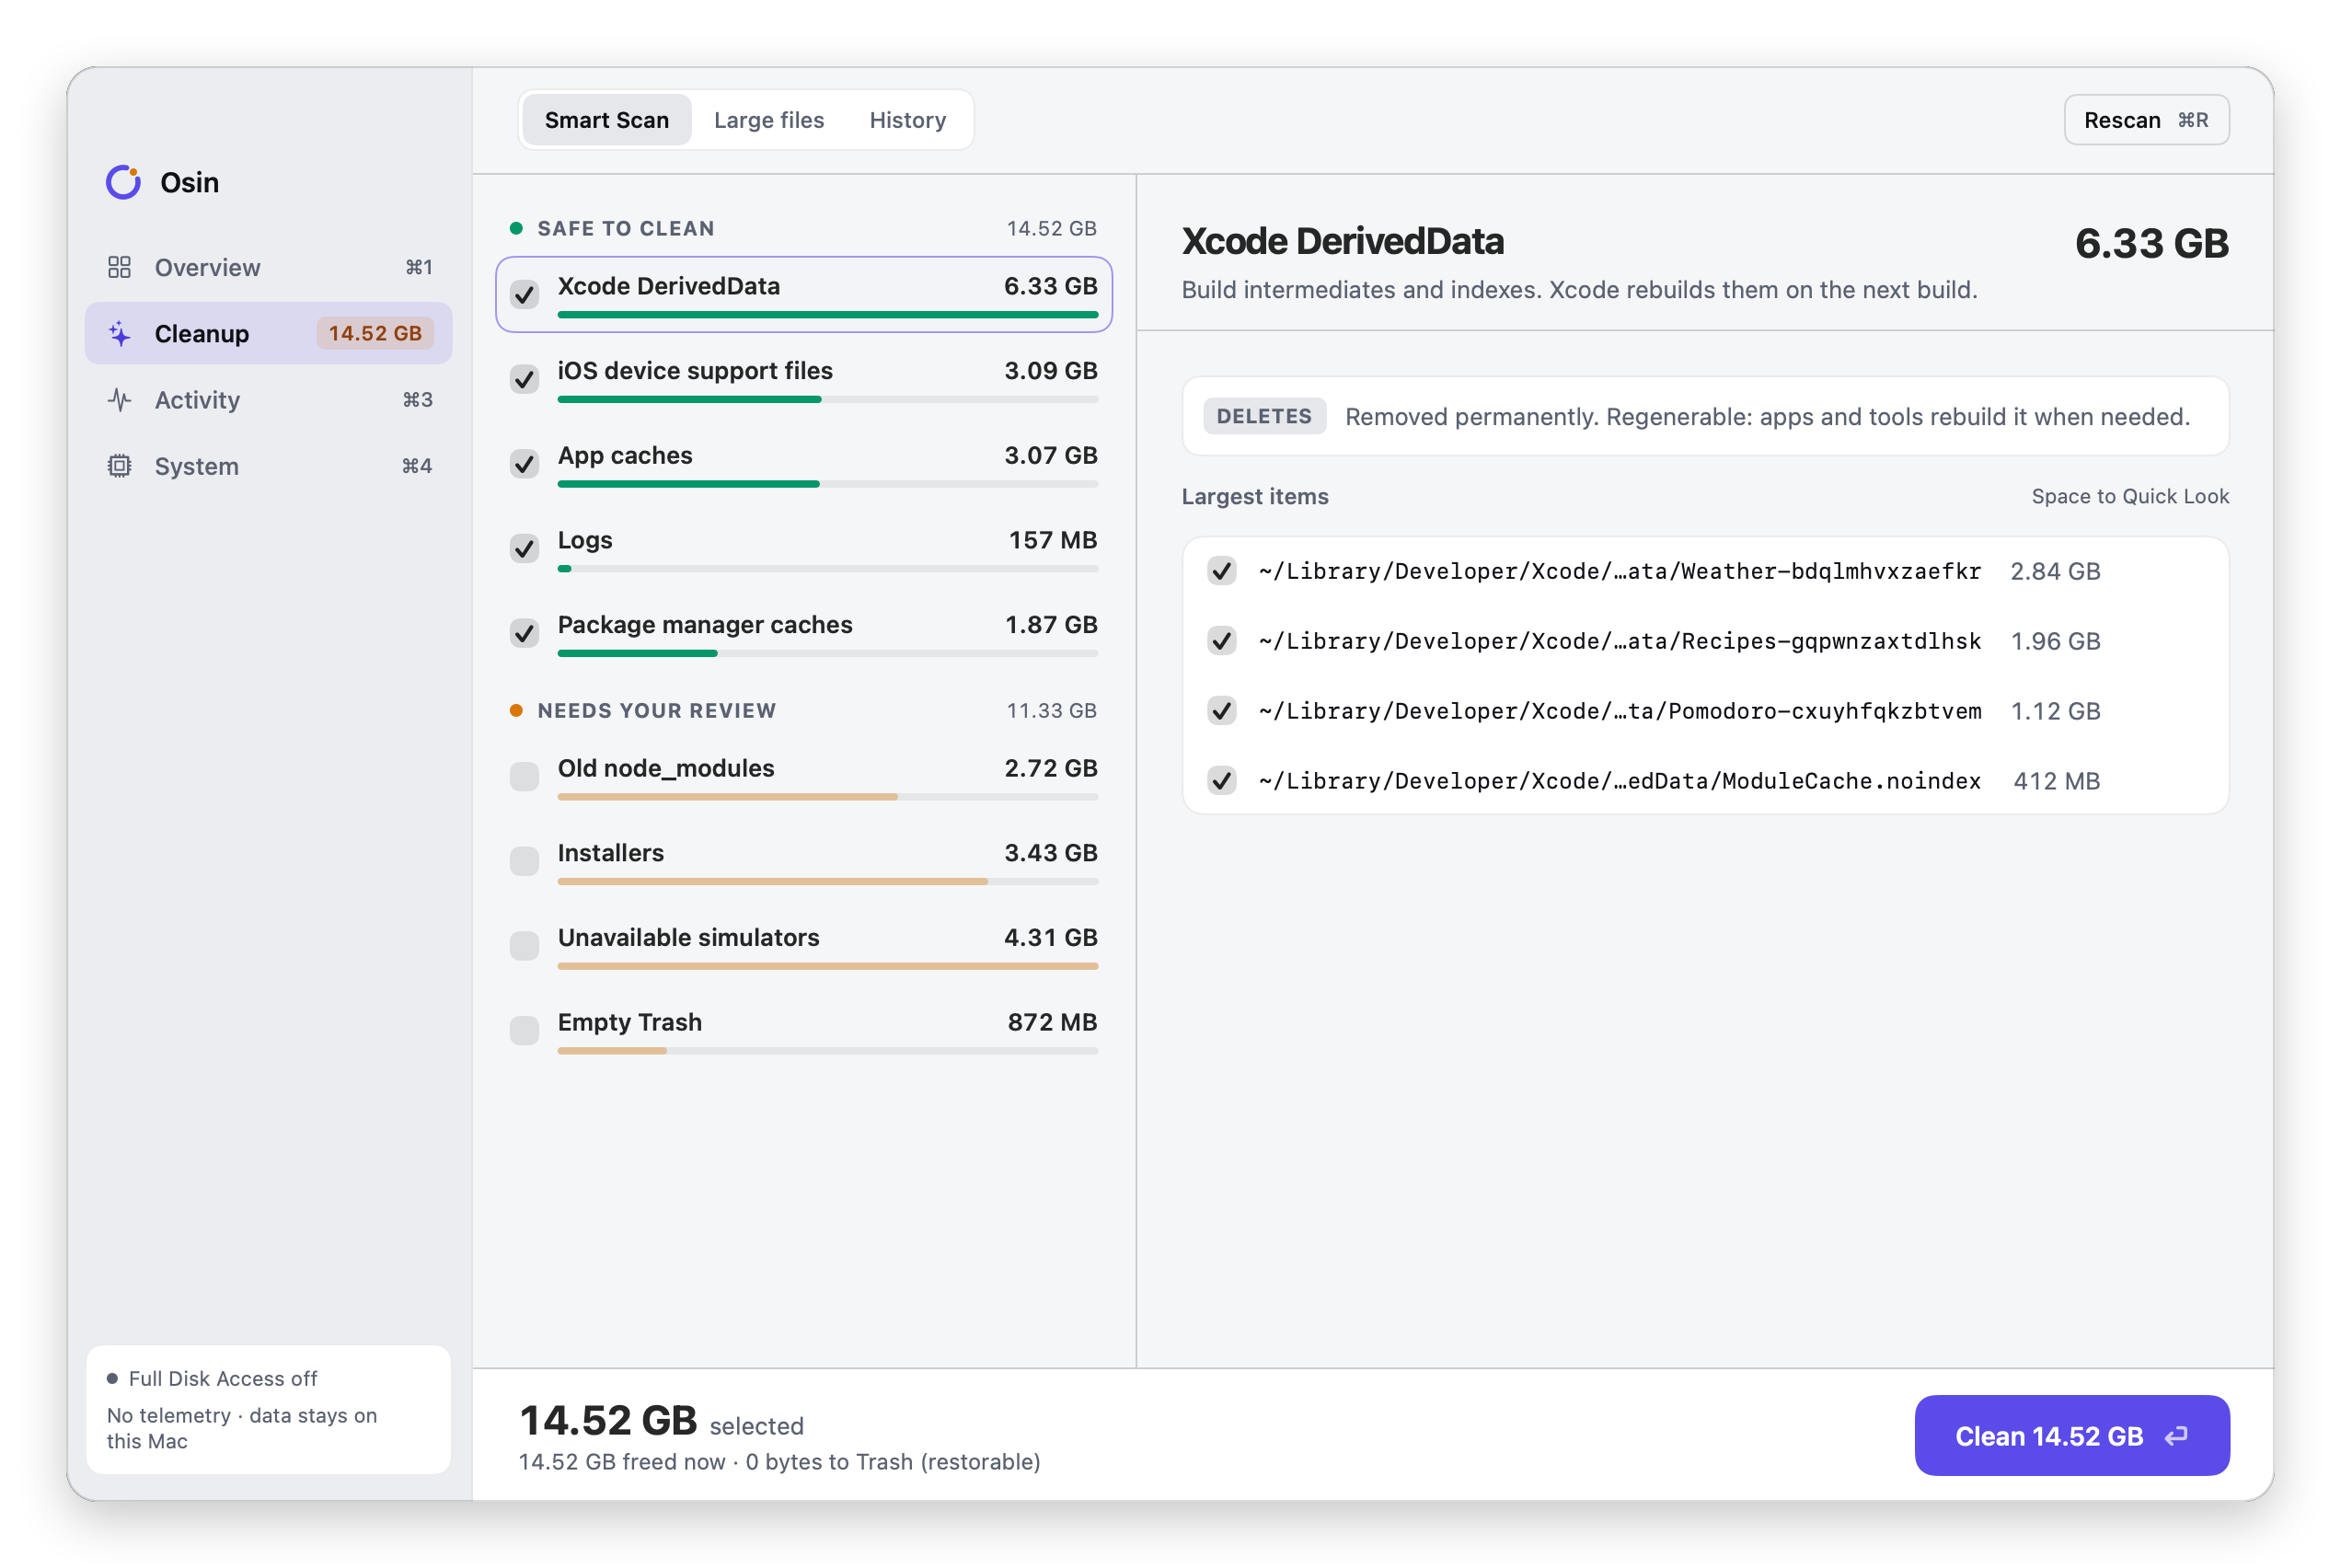 Osin
Overview ⌘1
Cleanup 14.52 GB
Activity ⌘3
System ⌘4
Full Disk Access off
No telemetry · data stays on
this Mac
Smart Scan Large files History
Rescan ⌘R
SAFE TO CLEAN 14.52 GB
Xcode DerivedData 6.33 GB
iOS device support files 3.09 GB
App caches 3.07 GB
Logs 157 MB
Package manager caches 1.87 GB
NEEDS YOUR REVIEW 11.33 GB
Old node_modules 2.72 GB
Installers 3.43 GB
Unavailable simulators 4.31 GB
Empty Trash 872 MB
Xcode DerivedData 6.33 GB
Build intermediates and indexes. Xcode rebuilds them on the next build.
DELETES Removed permanently. Regenerable: apps and tools rebuild it when needed.
Largest items Space to Quick Look
~/Library/Developer/Xcode/…ata/Weather-bdqlmhvxzaefkr 2.84 GB
~/Library/Developer/Xcode/…ata/Recipes-gqpwnzaxtdlhsk 1.96 GB
~/Library/Developer/Xcode/…ta/Pomodoro-cxuyhfqkzbtvem 1.12 GB
~/Library/Developer/Xcode/…edData/ModuleCache.noindex 412 MB
14.52 GB selected
14.52 GB freed now · 0 bytes to Trash (restorable)
Clean 14.52 GB